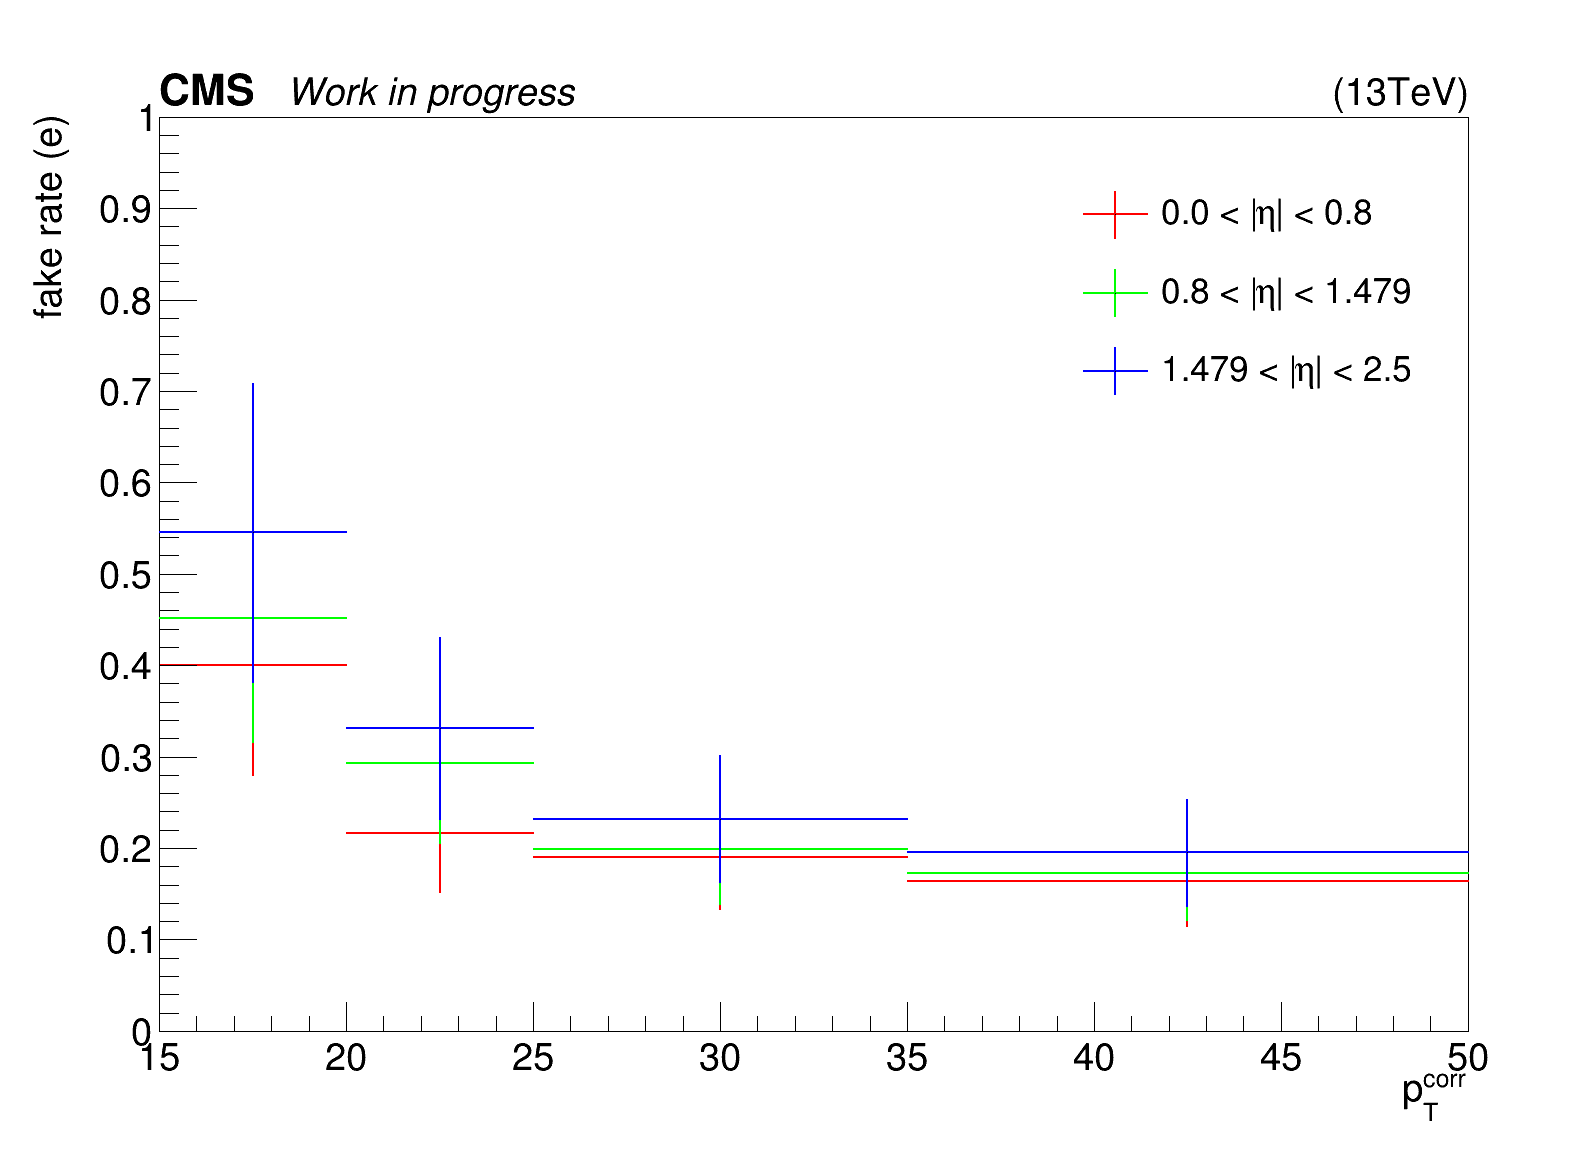 CMS Work in progress (13TeV)
fake rate (e)
1
0.9
0.8
0.7
0.6
0.5
0.4
0.3
0.2
0.1
0
0.0 < |η| < 0.8
0.8 < |η| < 1.479
1.479 < |η| < 2.5
15 20 25 30 35 40 45 50
p_T^corr